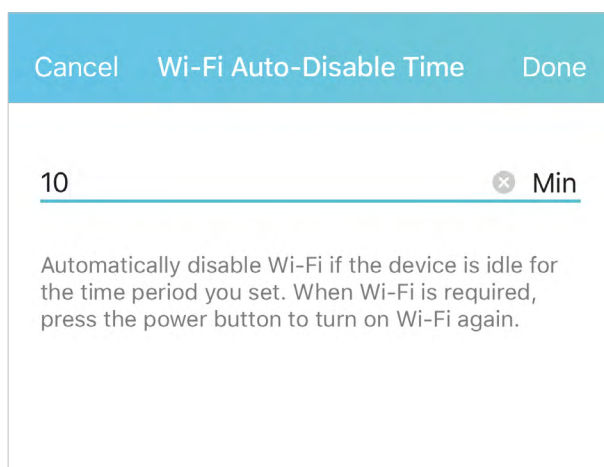 Cancel Wi-Fi Auto-Disable Time Done
10 Min
Automatically disable Wi-Fi if the device is idle for
the time period you set. When Wi-Fi is required,
press the power button to turn on Wi-Fi again.